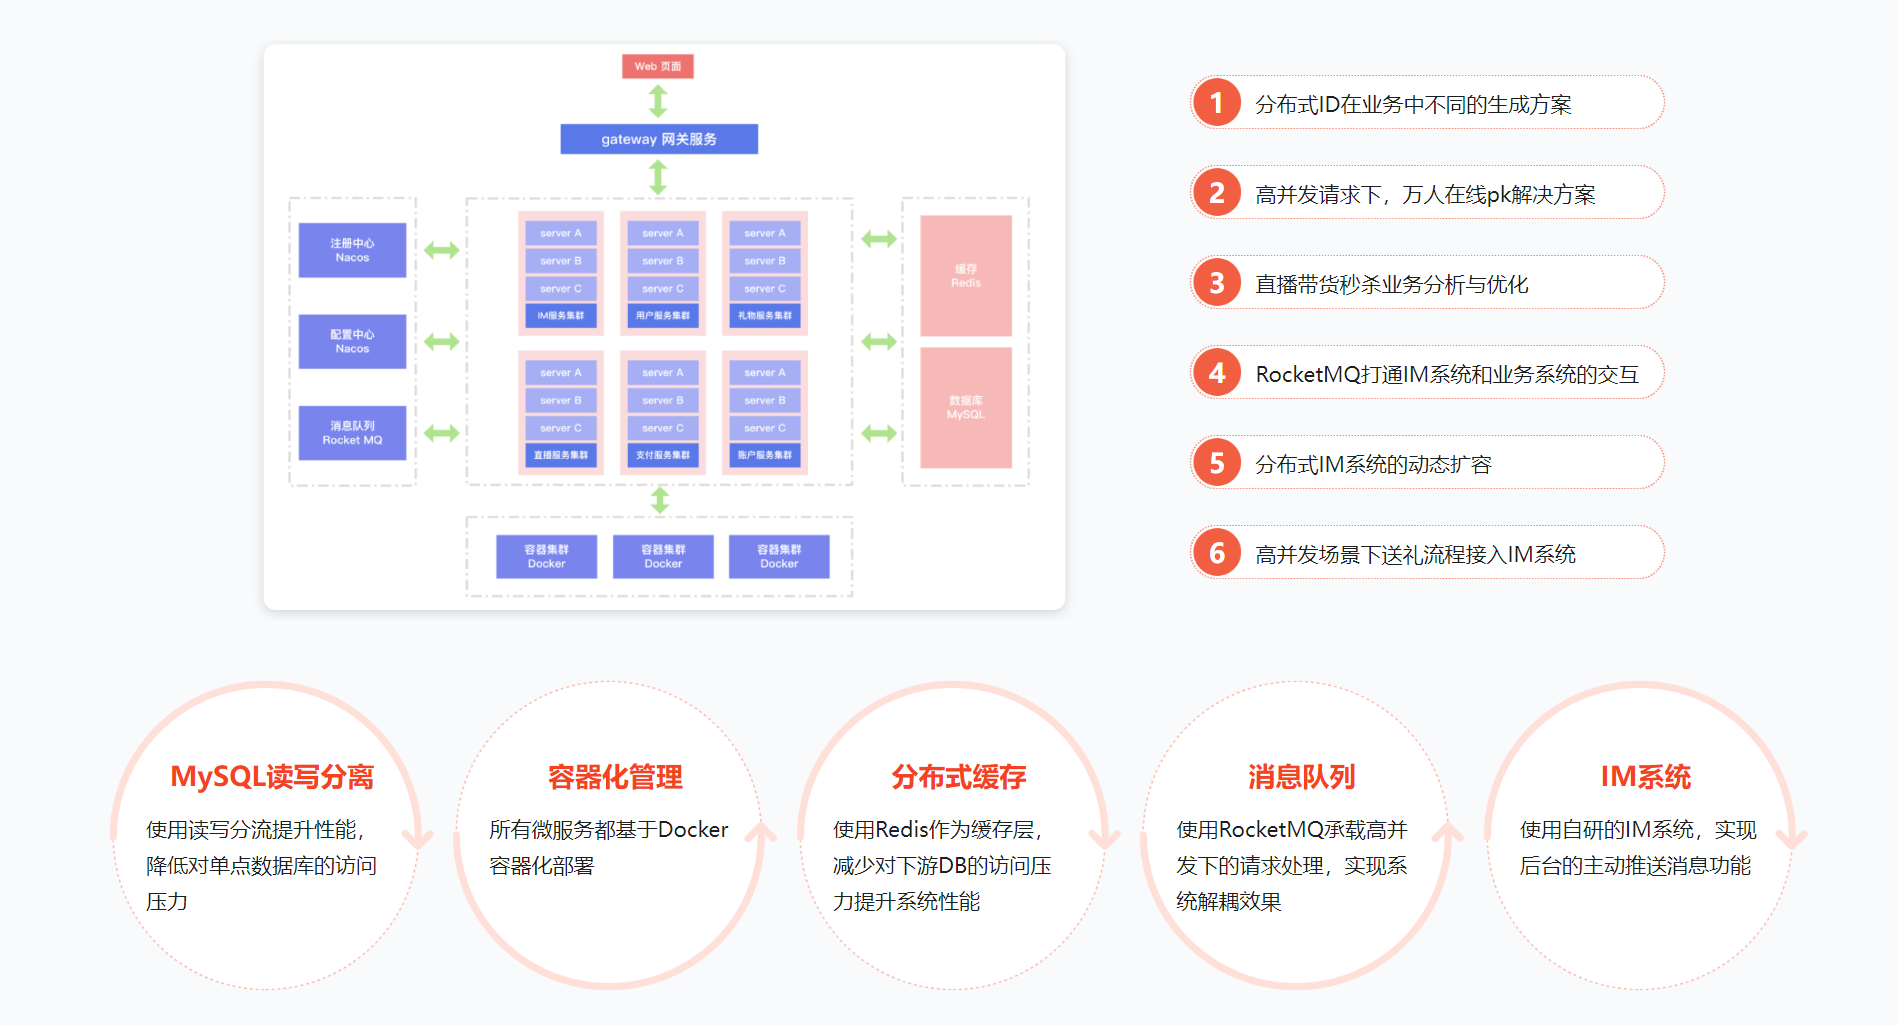 Web 页面
gateway 网关服务
注册中心
Nacos
配置中心
Nacos
消息队列
Rocket MQ
server A
server B
server C
IM服务集群
server A
server B
server C
用户服务集群
server A
server B
server C
礼物服务集群
server A
server B
server C
直播服务集群
server A
server B
server C
支付服务集群
server A
server B
server C
账户服务集群
缓存
Redis
数据库
MySQL
容器集群
Docker
容器集群
Docker
容器集群
Docker
1 分布式ID在业务中不同的生成方案
2 高并发请求下，万人在线pk解决方案
3 直播带货秒杀业务分析与优化
4 RocketMQ打通IM系统和业务系统的交互
5 分布式IM系统的动态扩容
6 高并发场景下送礼流程接入IM系统
MySQL读写分离
使用读写分流提升性能，
降低对单点数据库的访问
压力
容器化管理
所有微服务都基于Docker
容器化部署
分布式缓存
使用Redis作为缓存层，
减少对下游DB的访问压
力提升系统性能
消息队列
使用RocketMQ承载高并
发下的请求处理，实现系
统解耦效果
IM系统
使用自研的IM系统，实现
后台的主动推送消息功能